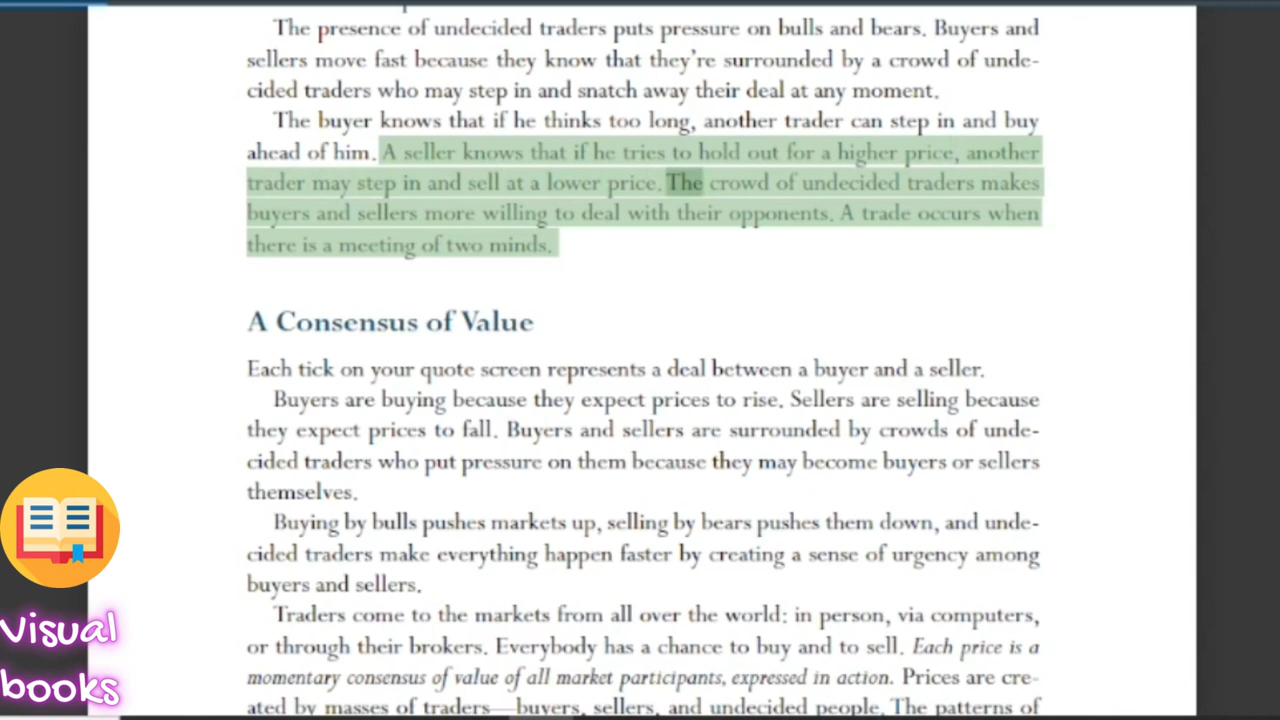 The presence of undecided traders puts pressure on bulls and bears. Buyers and
sellers move fast because they know that they're surrounded by a crowd of unde-
cided traders who may step in and snatch away their deal at any moment.
The buyer knows that if he thinks too long, another trader can step in and buy
ahead of him. A seller knows that if he tries to hold out for a higher price, another
trader may step in and sell at a lower price. The crowd of undecided traders makes
buyers and sellers more willing to deal with their opponents. A trade occurs when
there is a meeting of two minds.
A Consensus of Value
Each tick on your quote screen represents a deal between a buyer and a seller.
Buyers are buying because they expect prices to rise. Sellers are selling because
they expect prices to fall. Buyers and sellers are surrounded by crowds of unde-
cided traders who put pressure on them because they may become buyers or sellers
themselves.
Buying by bulls pushes markets up, selling by bears pushes them down, and unde-
cided traders make everything happen faster by creating a sense of urgency among
buyers and sellers.
Traders come to the markets from all over the world: in person, via computers,
or through their brokers. Everybody has a chance to buy and to sell. Each price is a
momentary consensus of value of all market participants, expressed in action. Prices are cre-
ated by masses of traders—buyers, sellers, and undecided people. The patterns of
Visual
books